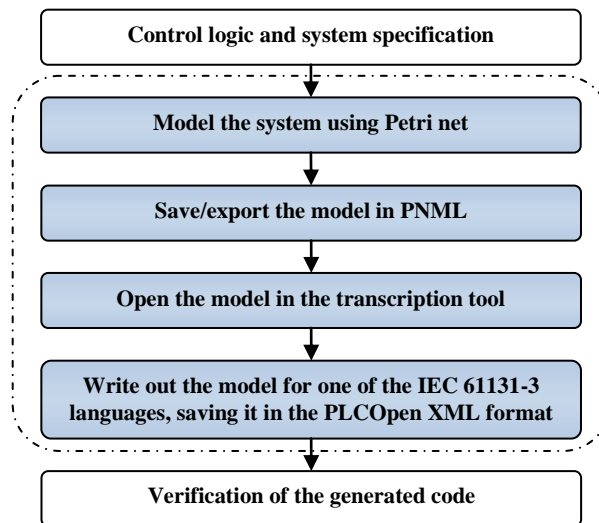 Control logic and system specification
Model the system using Petri net
Save/export the model in PNML
Open the model in the transcription tool
Write out the model for one of the IEC 61131-3
languages, saving it in the PLCOpen XML format
Verification of the generated code